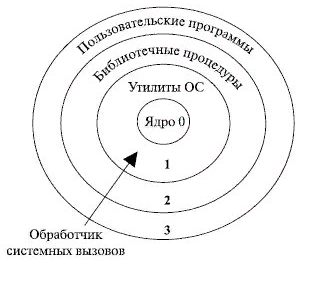 Пользовательские программы
Библиотечные процедуры
Утилиты ОС
Ядро 0
1
2
3
Обработчик
системных вызовов